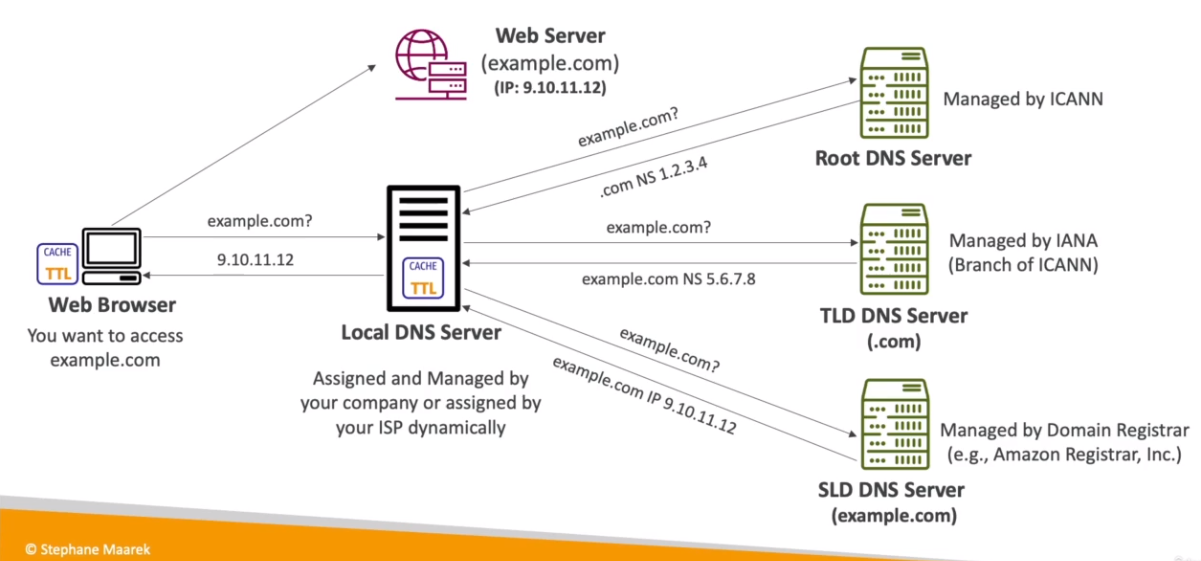 Web Server
(example.com)
(IP: 9.10.11.12)
Managed by ICANN
Root DNS Server
example.com?
.com NS 1.2.3.4
example.com?
9.10.11.12
CACHE
TTL
Web Browser
You want to access
example.com
CACHE
TTL
Local DNS Server
Assigned and Managed by
your company or assigned by
your ISP dynamically
example.com?
example.com NS 5.6.7.8
Managed by IANA
(Branch of ICANN)
TLD DNS Server
(.com)
example.com?
example.com IP 9.10.11.12
Managed by Domain Registrar
(e.g., Amazon Registrar, Inc.)
SLD DNS Server
(example.com)
© Stephane Maarek